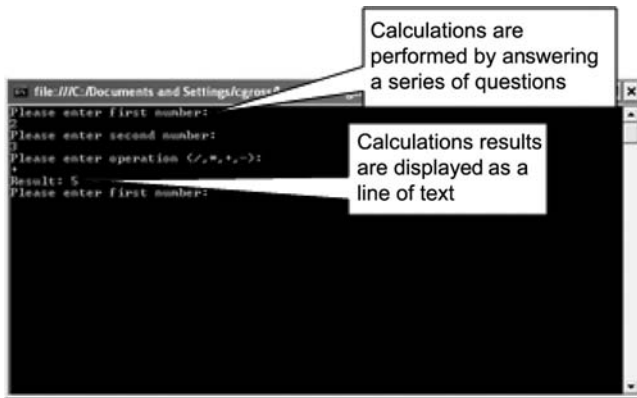 Calculations are
performed by answering
a series of questions
file:///C:/Documents and Settings/cgross/
Please enter first number:
2
Please enter second number:
3
Please enter operation (/,*,+,-):
+
Result: 5
Please enter first number:
Calculations results
are displayed as a
line of text